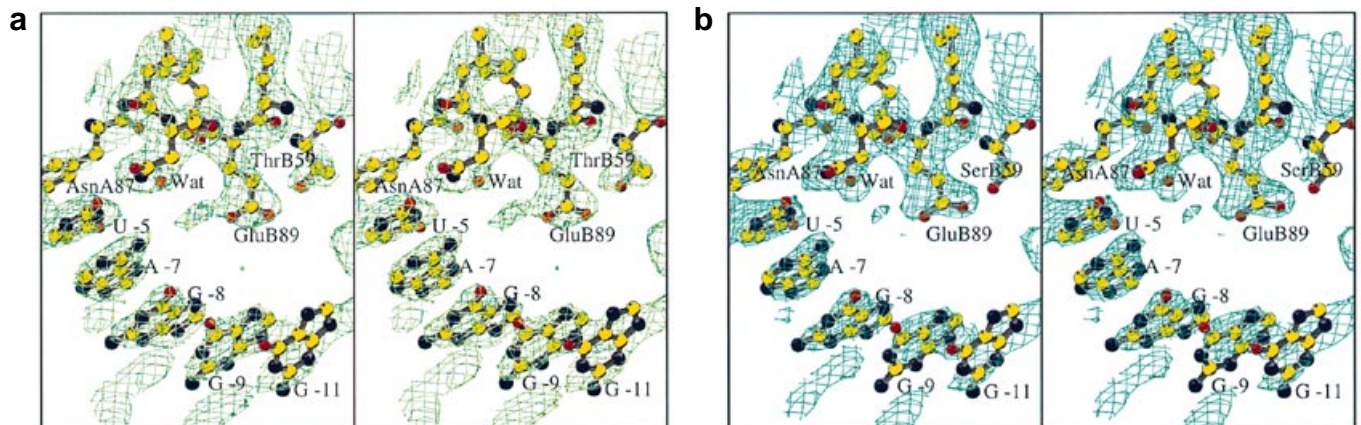 a
ThrB59 ThrB59
AsnA87 Wat AsnA87 Wat
U -5 GluB89 U -5 GluB89
A -7 A -7
G -8 G -8
G -9 G -11 G -9 G -11
b
SerB59 SerB59
AsnA87 Wat AsnA87 Wat
U -5 GluB89 U -5 GluB89
A -7 A -7
G -8 G -8
G -9 G -11 G -9 G -11